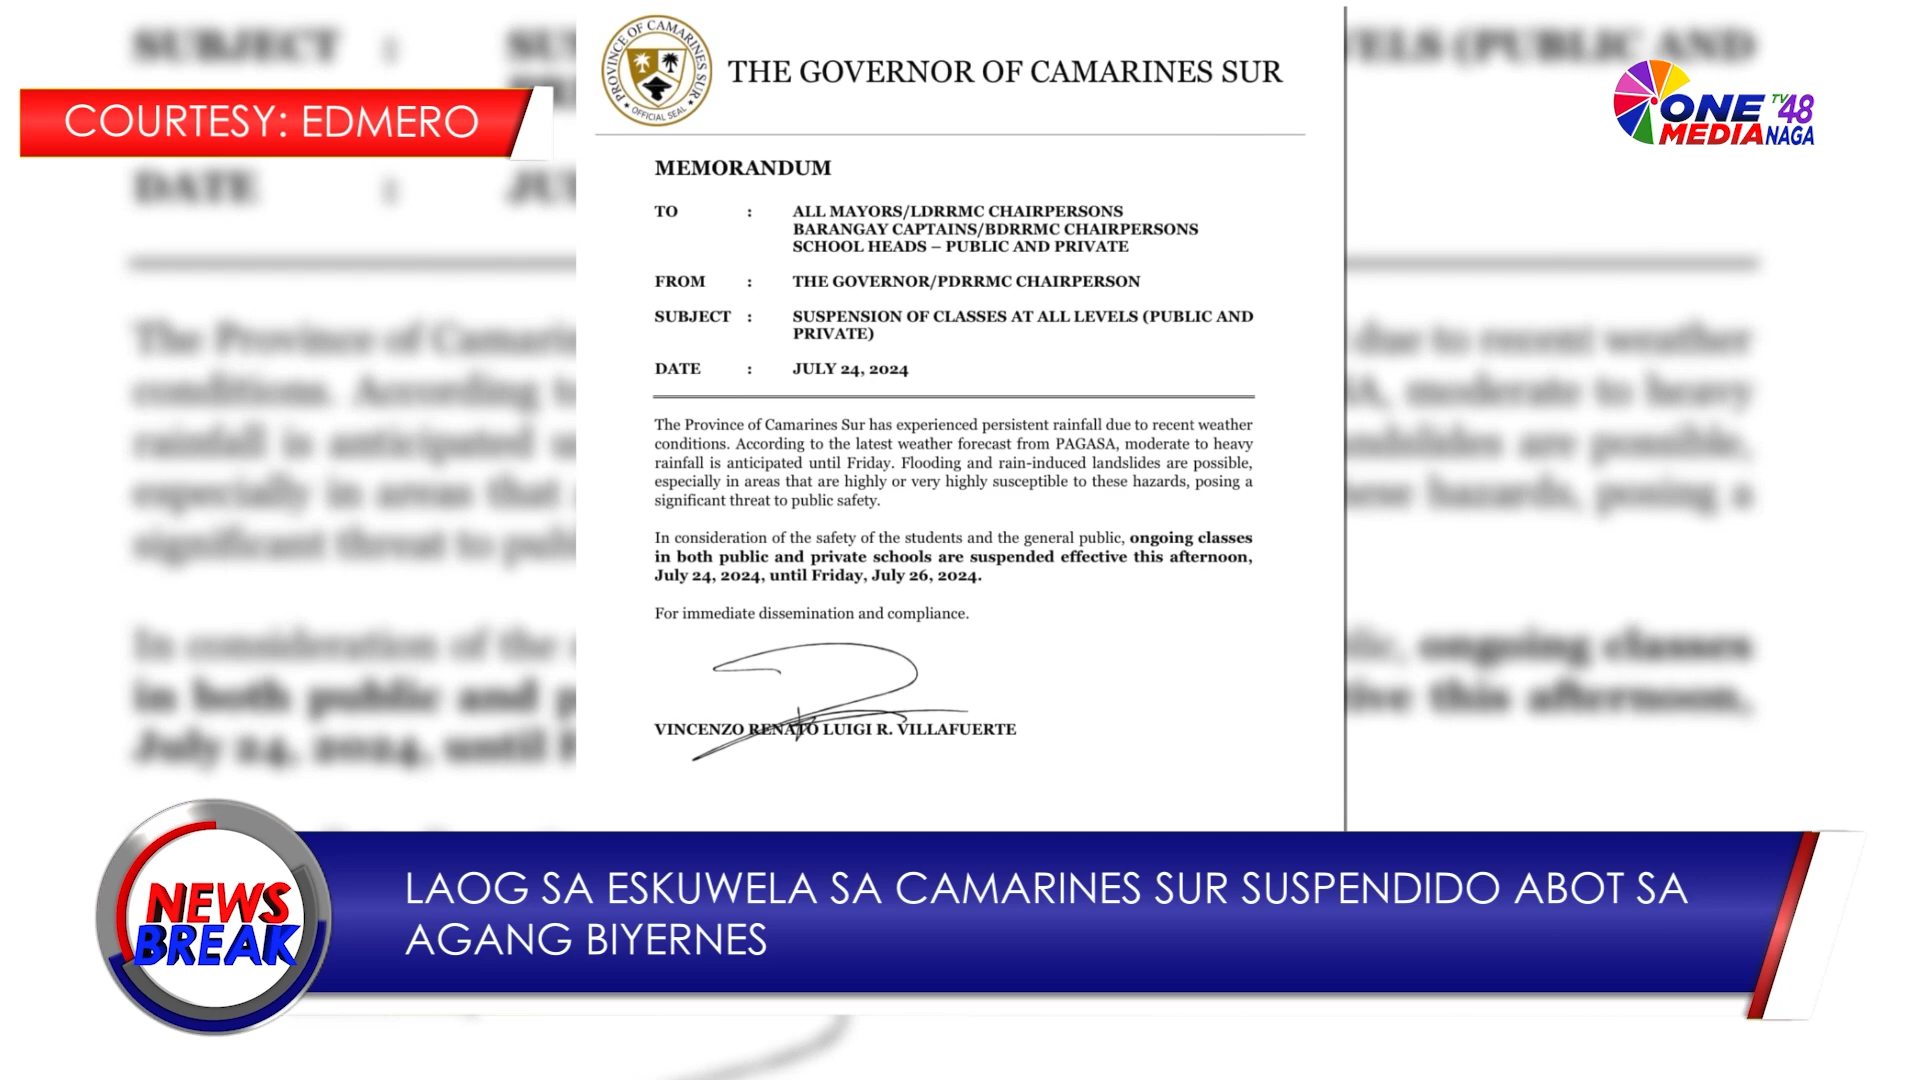 COURTESY: EDMERO
PROVINCE OF CAMARINES SUR
OFFICIAL SEAL
THE GOVERNOR OF CAMARINES SUR
ONE TV48
MEDIA NAGA
MEMORANDUM
TO : ALL MAYORS/LDRRMC CHAIRPERSONS
BARANGAY CAPTAINS/BDRRMC CHAIRPERSONS
SCHOOL HEADS – PUBLIC AND PRIVATE
FROM : THE GOVERNOR/PDRRMC CHAIRPERSON
SUBJECT : SUSPENSION OF CLASSES AT ALL LEVELS (PUBLIC AND
PRIVATE)
DATE : JULY 24, 2024
The Province of Camarines Sur has experienced persistent rainfall due to recent weather
conditions. According to the latest weather forecast from PAGASA, moderate to heavy
rainfall is anticipated until Friday. Flooding and rain-induced landslides are possible,
especially in areas that are highly or very highly susceptible to these hazards, posing a
significant threat to public safety.
In consideration of the safety of the students and the general public, ongoing classes
in both public and private schools are suspended effective this afternoon,
July 24, 2024, until Friday, July 26, 2024.
For immediate dissemination and compliance.
VINCENZO RENATO LUIGI R. VILLAFUERTE
NEWS
BREAK
LAOG SA ESKUWELA SA CAMARINES SUR SUSPENDIDO ABOT SA
AGANG BIYERNES